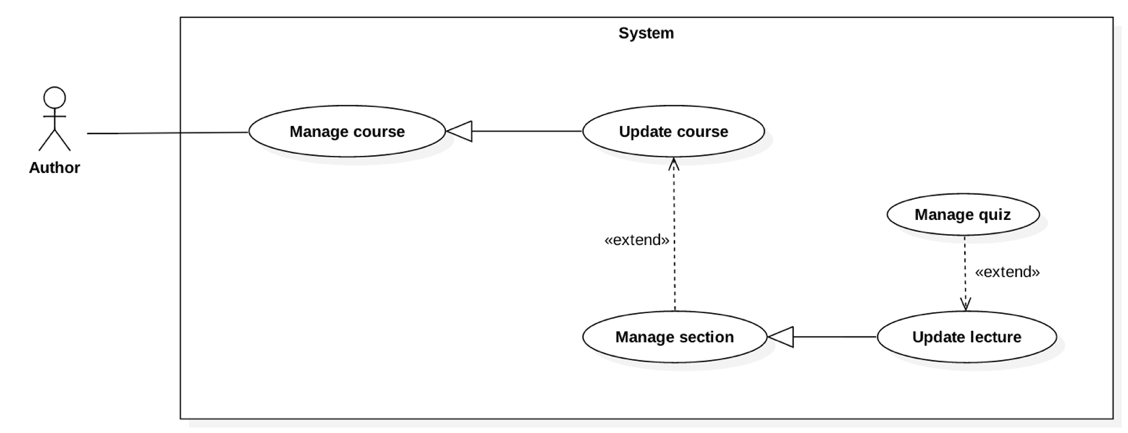 System
Author
Manage course
Update course
Manage quiz
«extend»
«extend»
Manage section
Update lecture